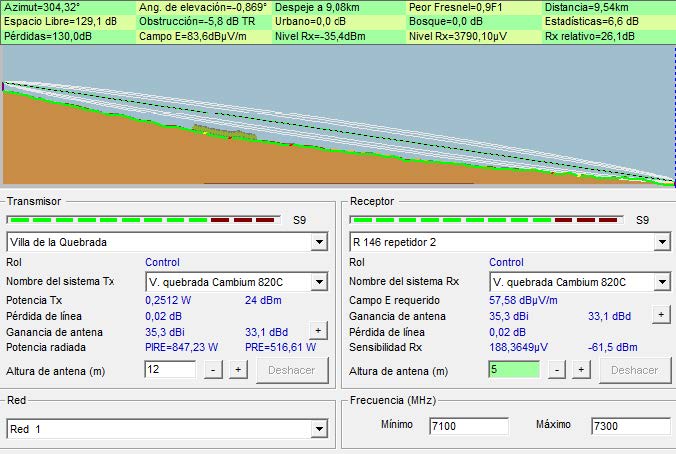 Azimut=304,32° Ang. de elevación=-0,869° Despeje a 9,08km Peor Fresnel=0,9F1 Distancia=9,54km
Espacio Libre=129,1 dB Obstrucción=-5,8 dB TR Urbano=0,0 dB Bosque=0,0 dB Estadísticas=6,6 dB
Pérdidas=130,0dB Campo E=83,6dBμV/m Nivel Rx=-35,4dBm Nivel Rx=3790,10μV Rx relativo=26,1dB
Transmisor
S9
Villa de la Quebrada
Rol Control
Nombre del sistema Tx V. quebrada Cambium 820C
Potencia Tx 0,2512 W 24 dBm
Pérdida de línea 0,02 dB
Ganancia de antena 35,3 dBi 33,1 dBd +
Potencia radiada PIRE=847,23 W PRE=516,61 W
Altura de antena (m) 12 - + Deshacer
Red
Red 1
Receptor
S9
R 146 repetidor 2
Rol Control
Nombre del sistema Rx V. quebrada Cambium 820C
Campo E requerido 57,58 dBμV/m
Ganancia de antena 35,3 dBi 33,1 dBd +
Pérdida de línea 0,02 dB
Sensibilidad Rx 188,3649μV -61,5 dBm
Altura de antena (m) 5 - + Deshacer
Frecuencia (MHz)
Mínimo 7100 Máximo 7300